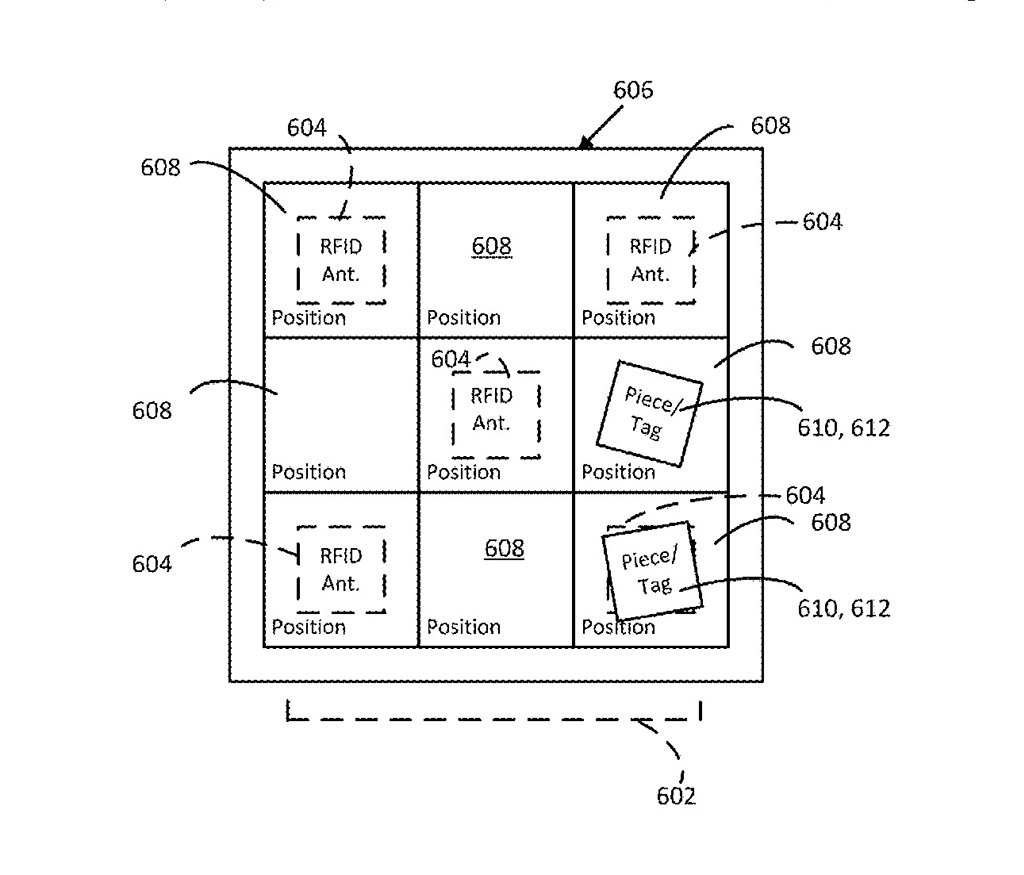 606
604
608
608
604
RFID
Ant.
608
RFID
Ant.
Position
Position
Position
604
608
608
RFID
Ant.
Piece/
Tag
610, 612
Position
Position
Position
604
608
604
RFID
Ant.
608
Piece/
Tag
610, 612
Position
Position
Position
602